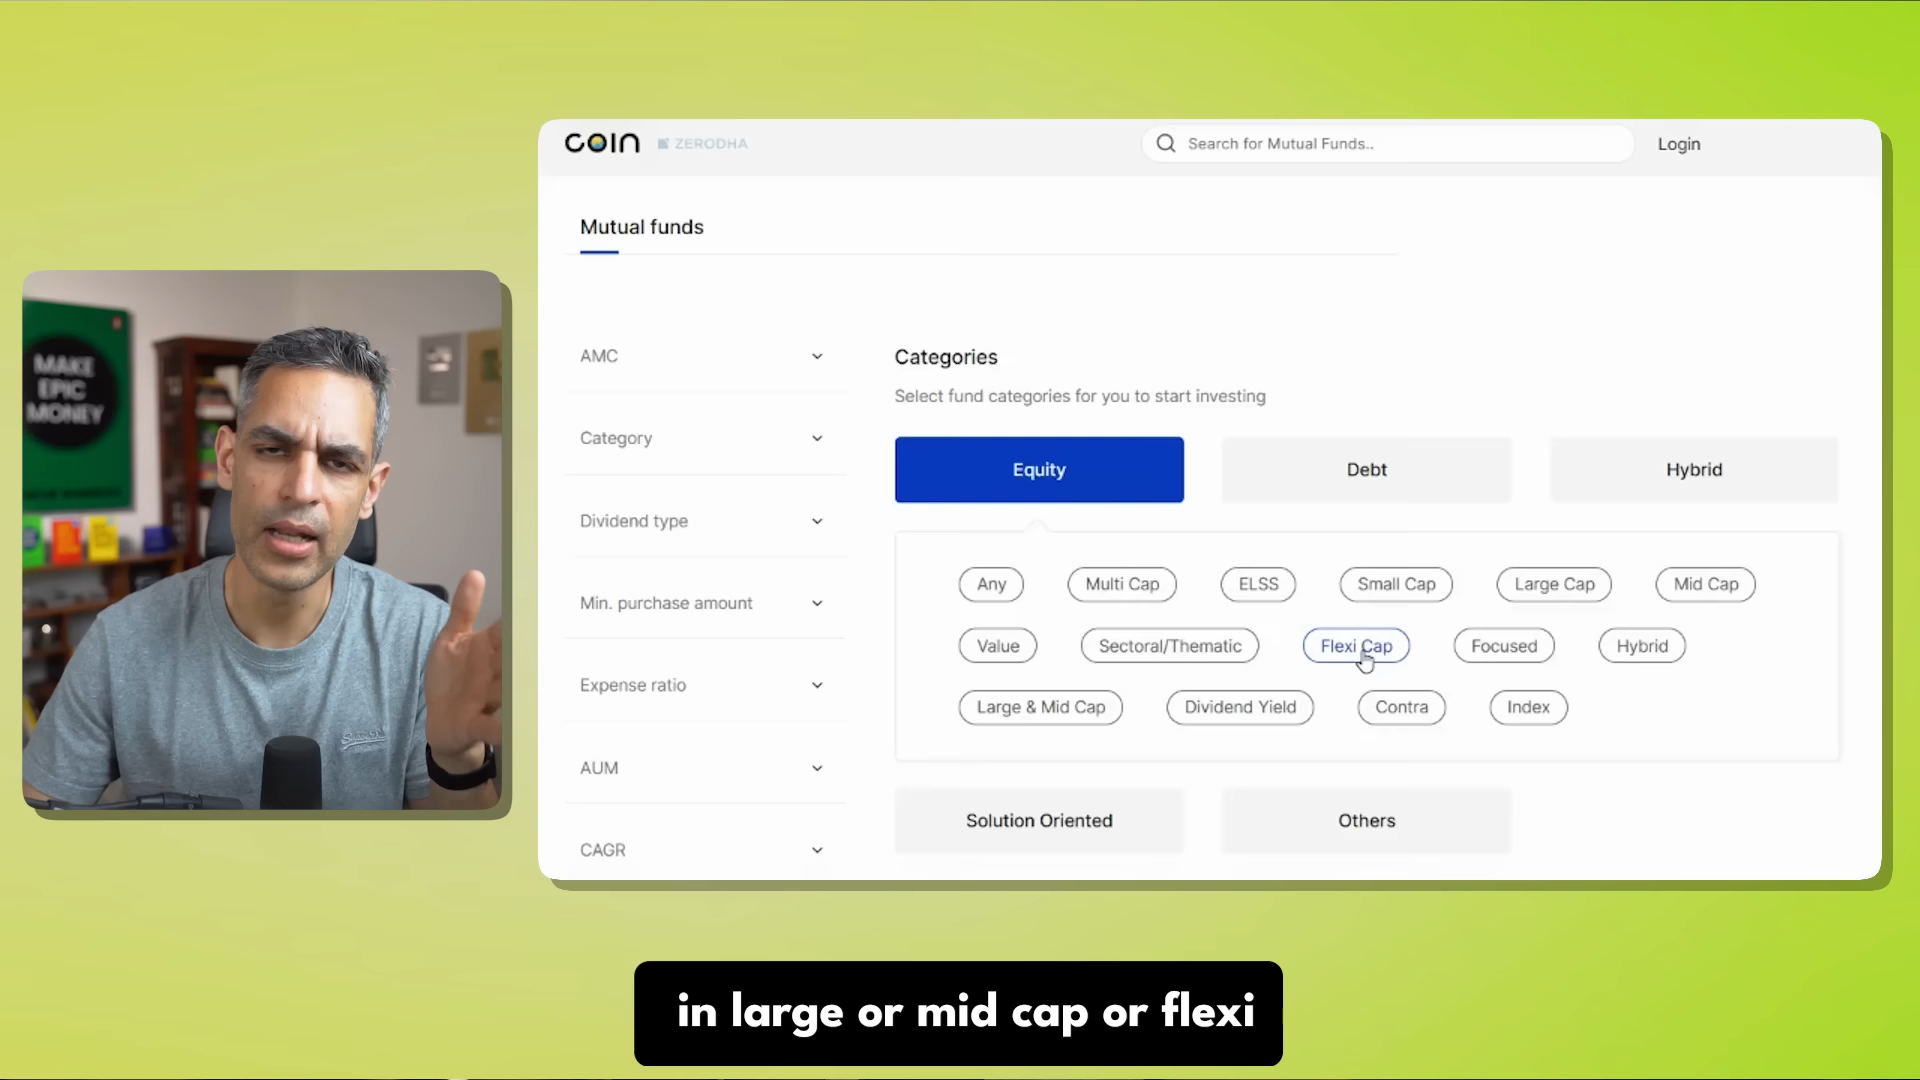 COIN ZERODHA
Search for Mutual Funds..
Login
Mutual funds
MAKE
EPIC
MONEY
AMC
Category
Dividend type
Min. purchase amount
Expense ratio
AUM
CAGR
Categories
Select fund categories for you to start investing
Equity
Debt
Hybrid
Any
Multi Cap
ELSS
Small Cap
Large Cap
Mid Cap
Value
Sectoral/Thematic
Flexi Cap
Focused
Hybrid
Large & Mid Cap
Dividend Yield
Contra
Index
Solution Oriented
Others
in large or mid cap or flexi